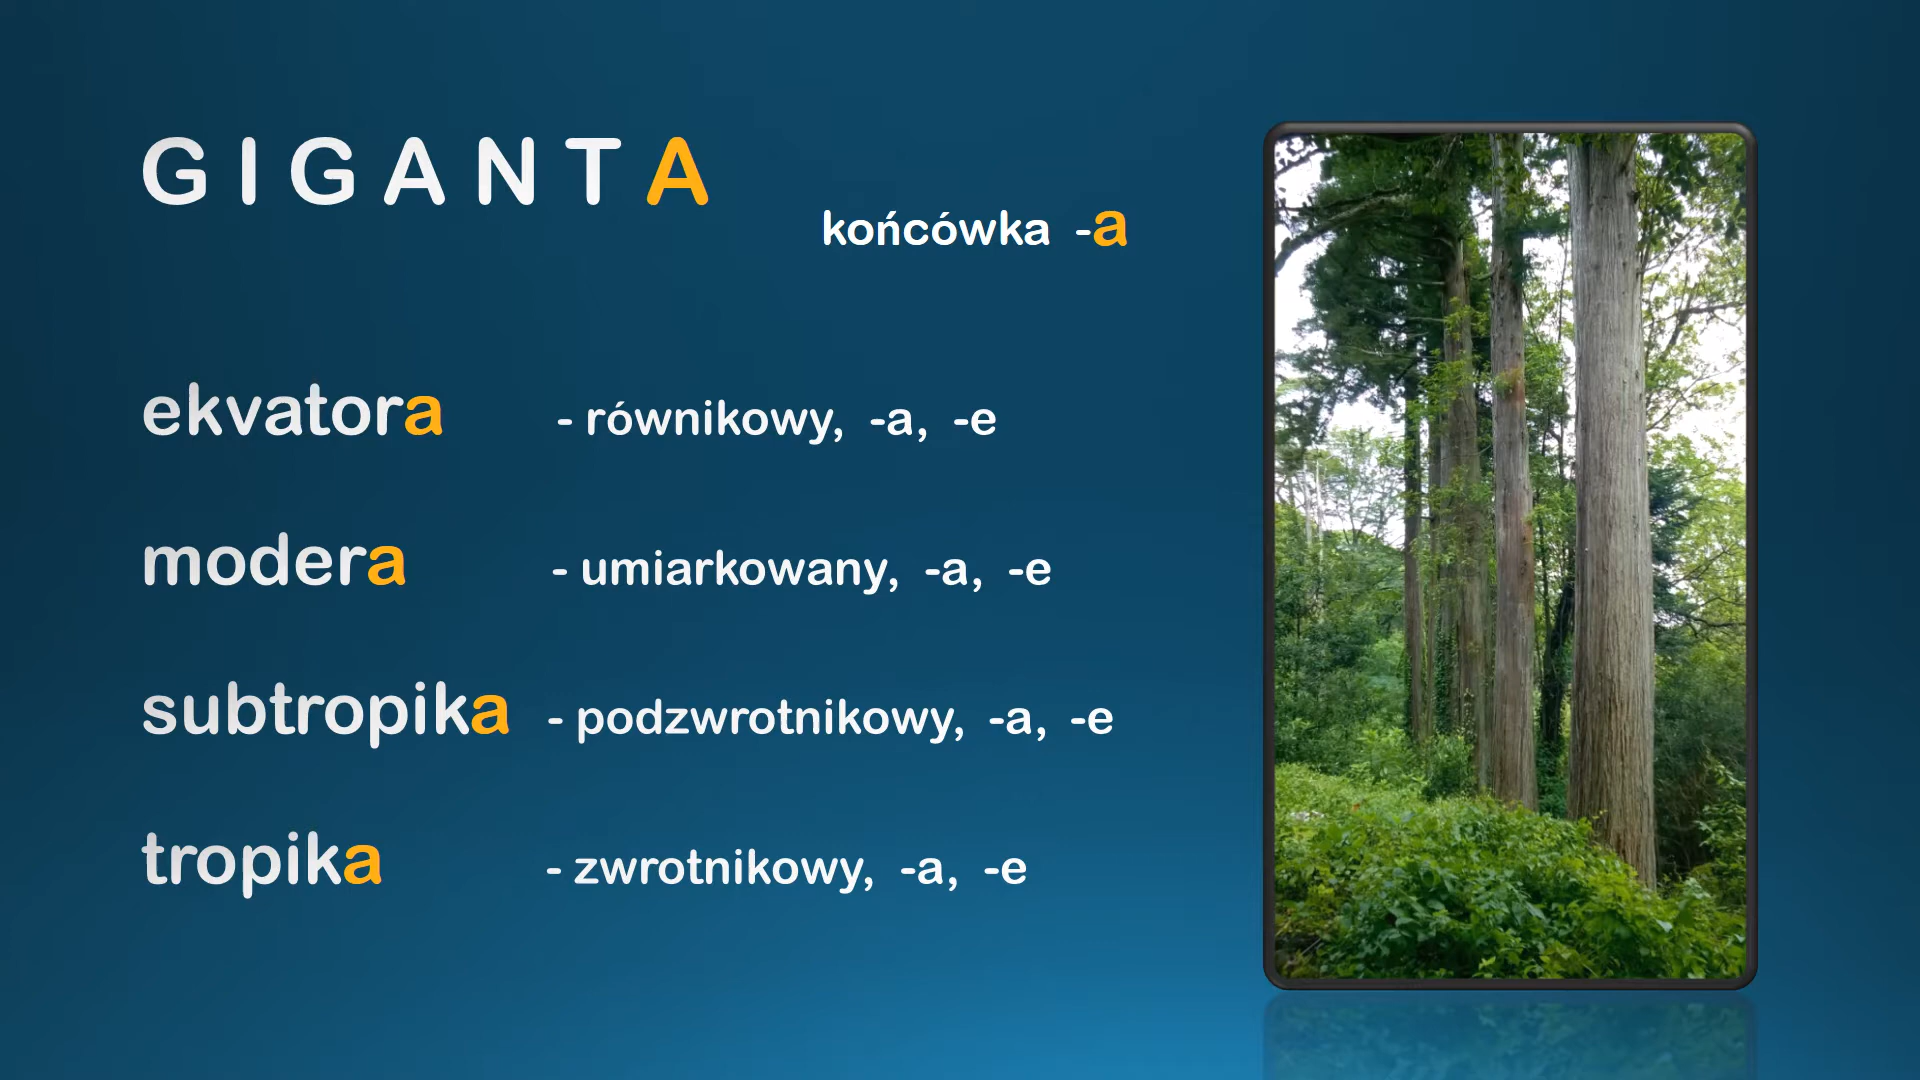 GIGANTA
końcówka -a
ekvatora - równikowy, -a, -e
modera - umiarkowany, -a, -e
subtropika - podzwrotnikowy, -a, -e
tropika - zwrotnikowy, -a, -e